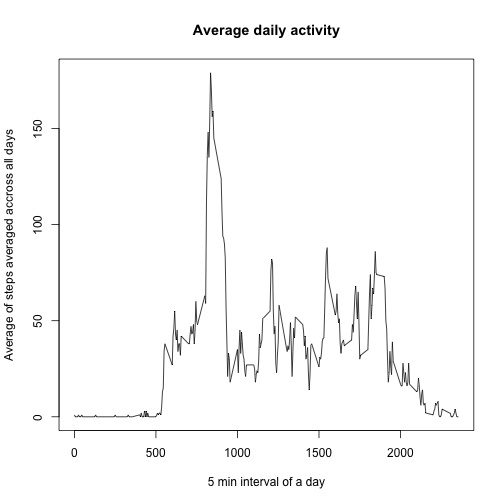 Average daily activity
Average of steps averaged accross all days
150
100
50
0
0 500 1000 1500 2000
5 min interval of a day